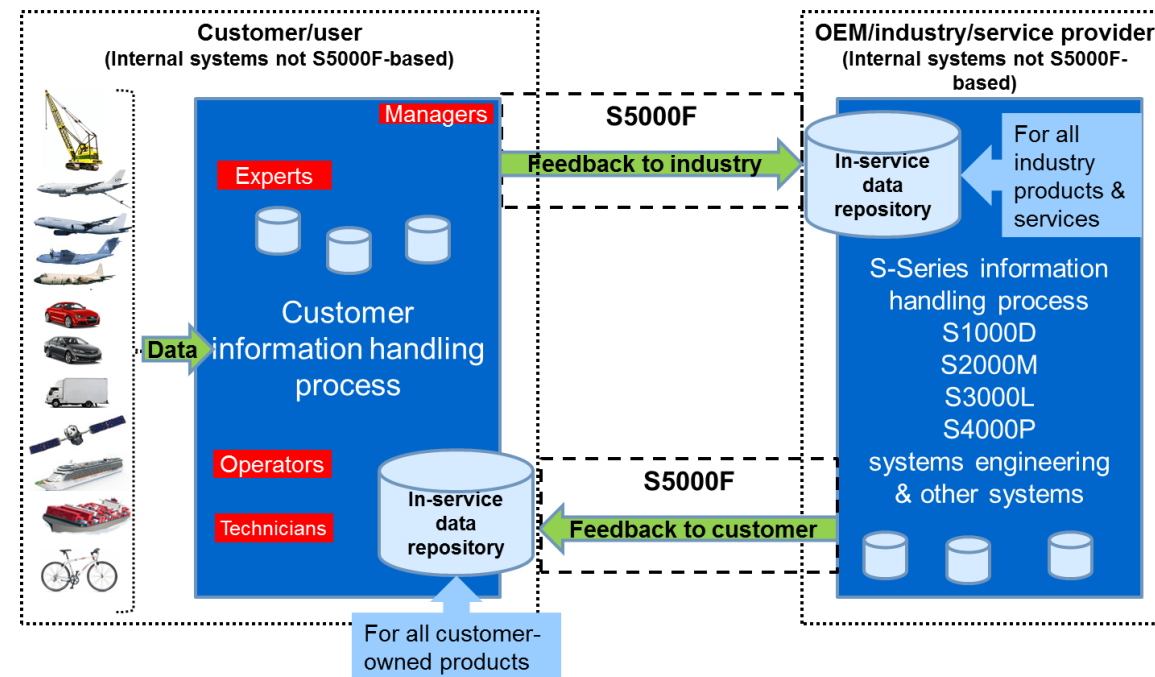 Customer/user
(Internal systems not S5000F-based)
OEM/industry/service provider
(Internal systems not S5000F-
based)
Managers
Experts
Customer
information handling
process
Data
Operators
Technicians
In-service
data
repository
For all customer-
owned products
S5000F
Feedback to industry
S5000F
Feedback to customer
In-service
data
repository
For all
industry
products &
services
S-Series information
handling process
S1000D
S2000M
S3000L
S4000P
systems engineering
& other systems